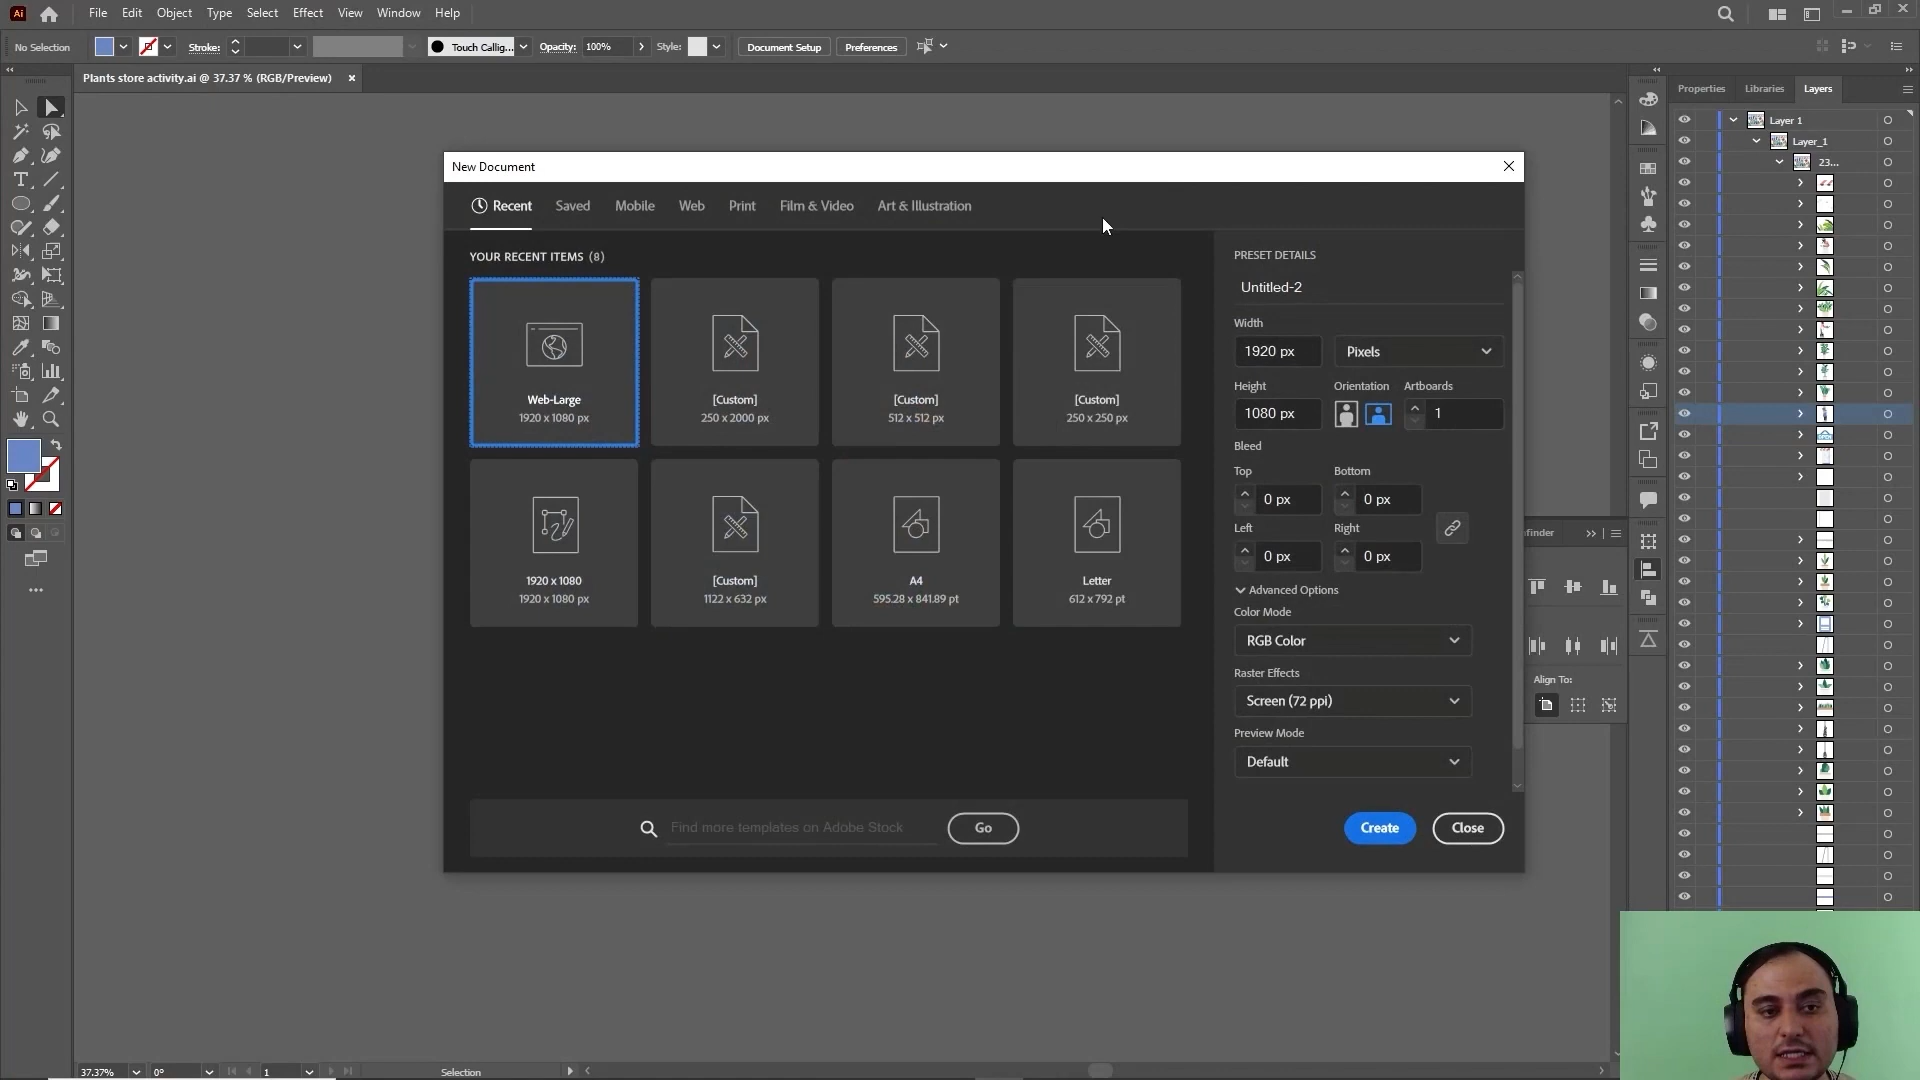 Ai File Edit Object Type Select Effect View Window Help
No Selection Stroke: Touch Callig... Opacity: 100% Style: Document Setup Preferences
Plants store activity.ai @ 37.37 % (RGB/Preview)
Properties Libraries Layers
Layer 1
Layer_1
23...
New Document
Recent Saved Mobile Web Print Film & Video Art & Illustration
YOUR RECENT ITEMS (8)
Web-Large
1920 x 1080 px
[Custom]
250 x 2000 px
[Custom]
512 x 512 px
[Custom]
250 x 250 px
1920 x 1080
1920 x 1080 px
[Custom]
1122 x 632 px
A4
595.28 x 841.89 pt
Letter
612 x 792 pt
Find more templates on Adobe Stock Go
PRESET DETAILS
Untitled-2
Width
1920 px Pixels
Height Orientation Artboards
1080 px 1
Bleed
Top Bottom
0 px 0 px
Left Right
0 px 0 px
Advanced Options
Color Mode
RGB Color
Raster Effects
Screen (72 ppi)
Preview Mode
Default
Create Close
finder
Align To:
37.37% 0° 1 Selection